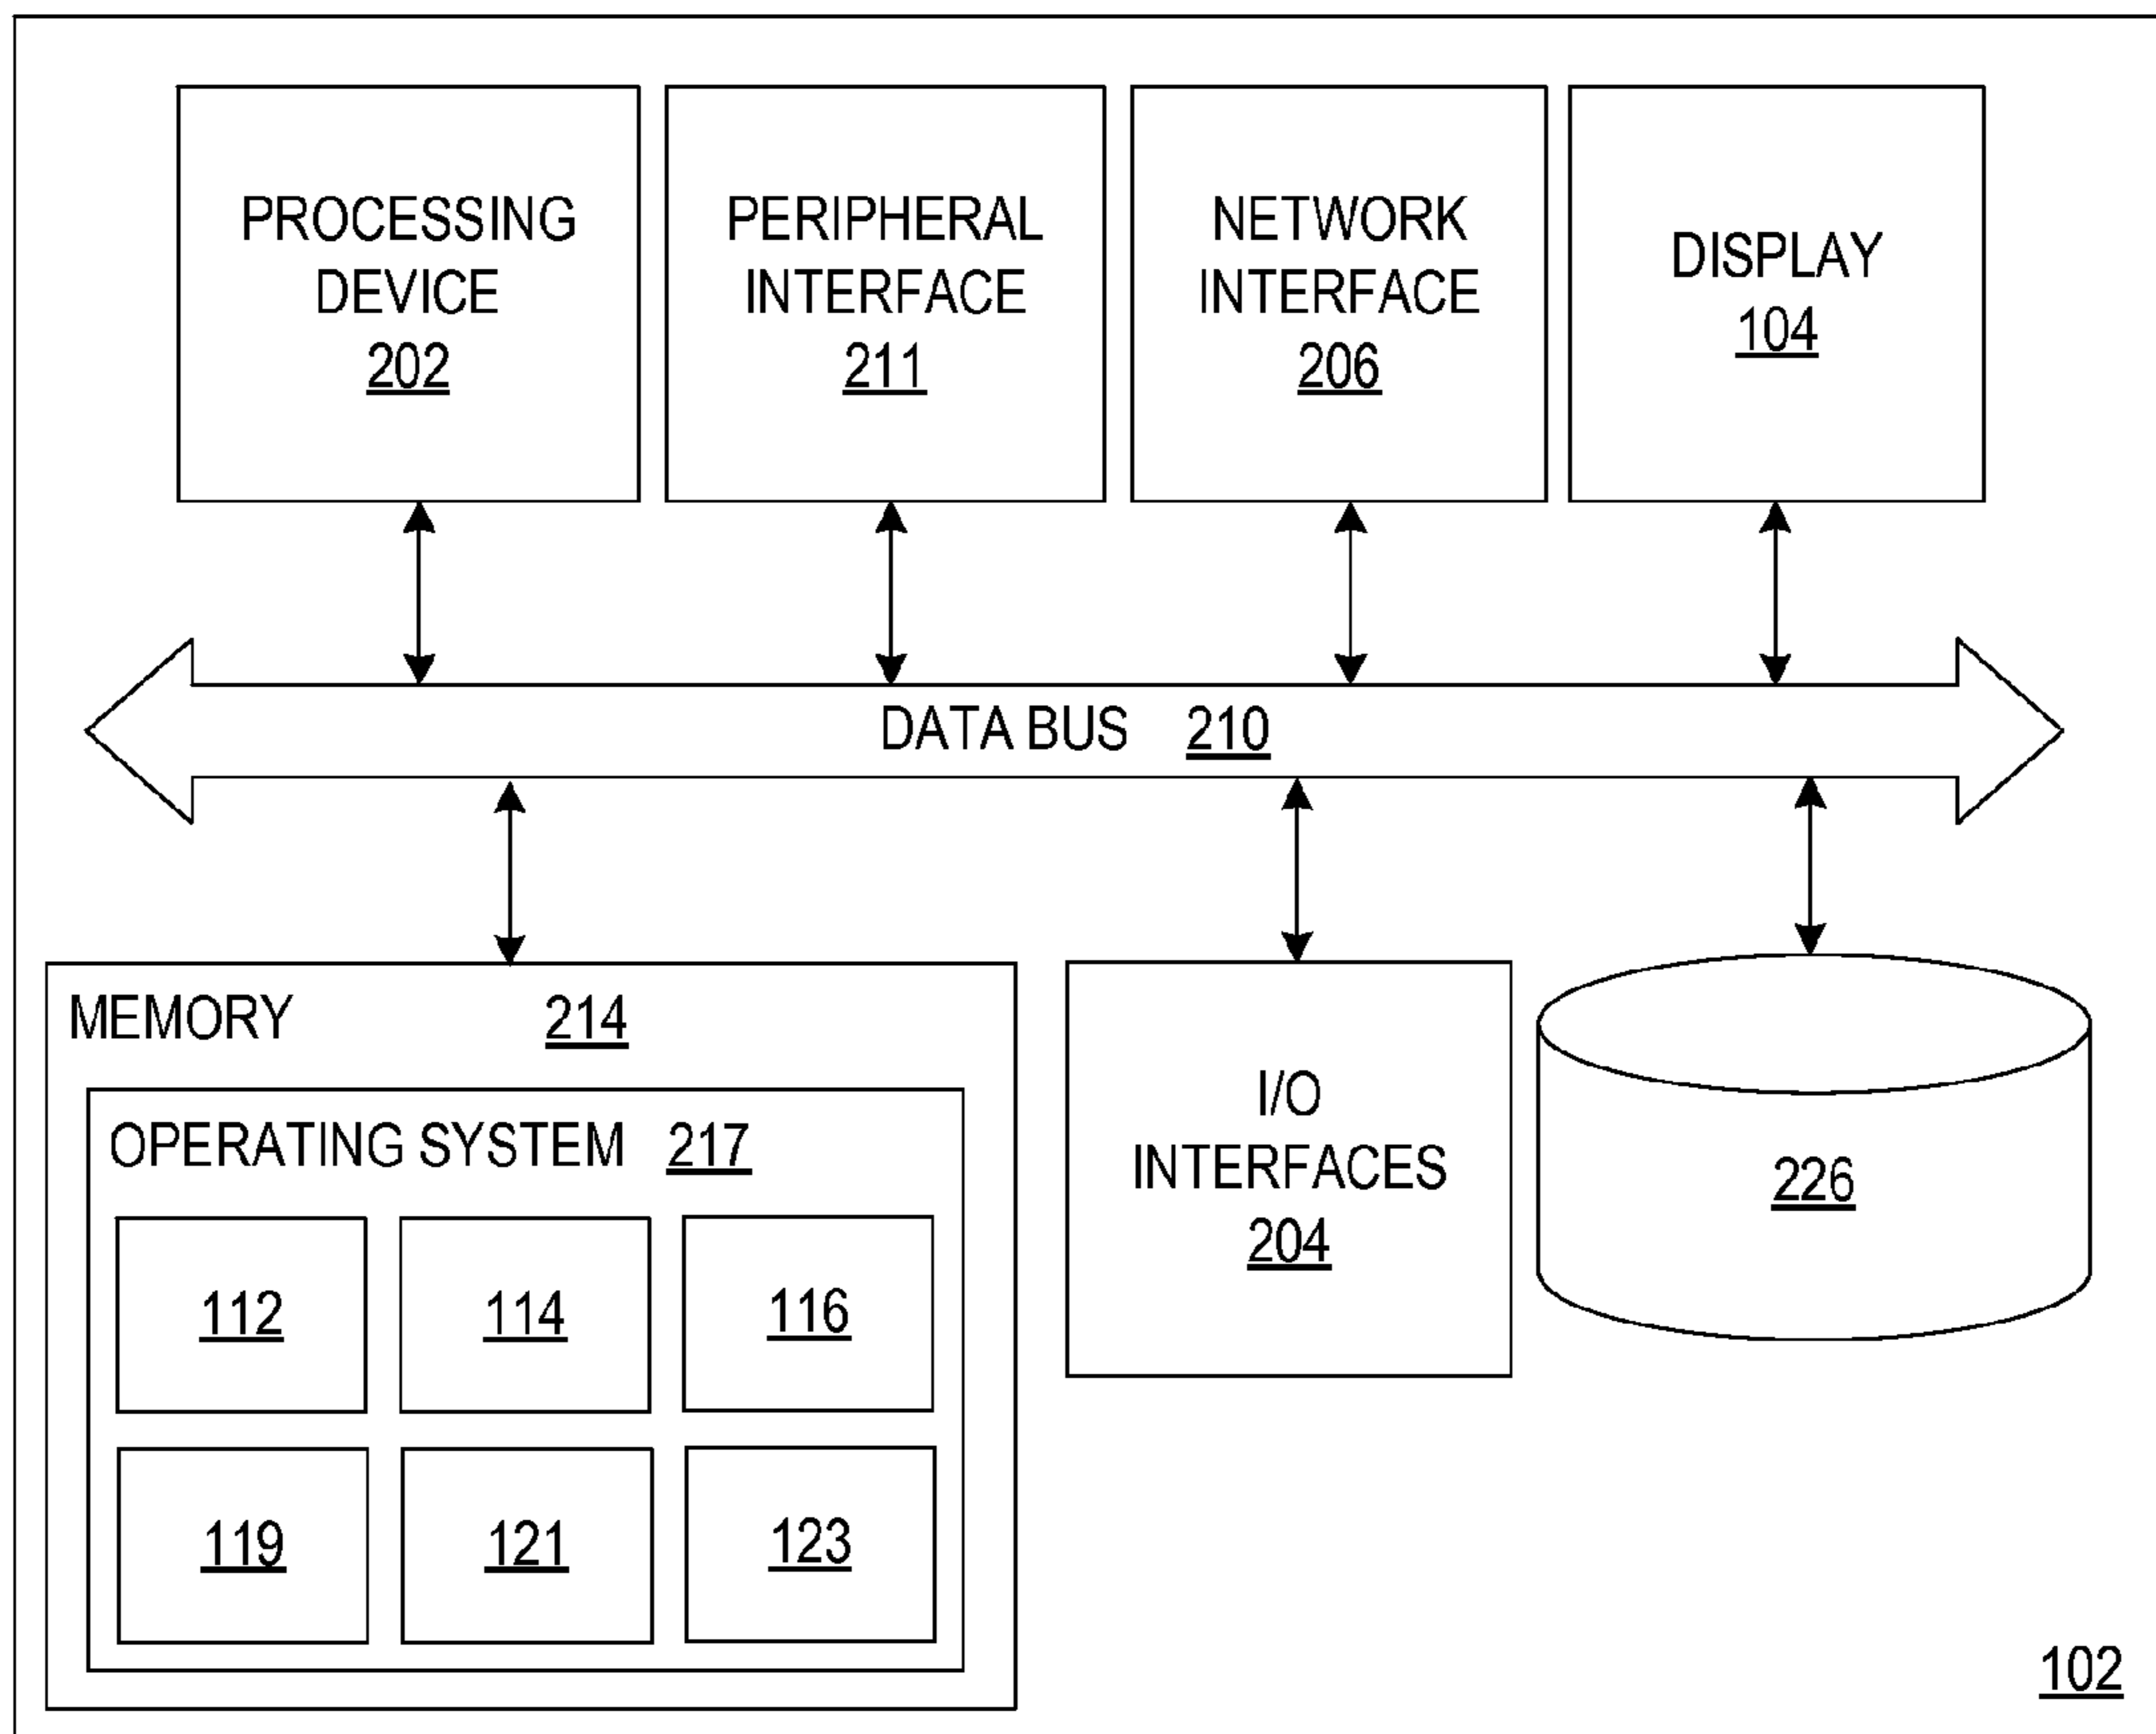 PROCESSING
DEVICE
202
PERIPHERAL
INTERFACE
211
NETWORK
INTERFACE
206
DISPLAY
104
DATA BUS 210
MEMORY 214
OPERATING SYSTEM 217
112
114
116
119
121
123
I/O
INTERFACES
204
226
102